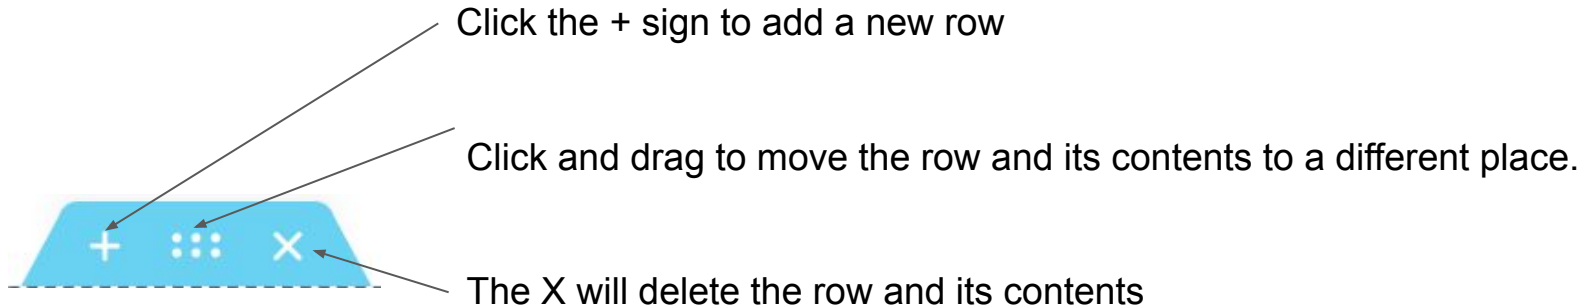 Click the + sign to add a new row
Click and drag to move the row and its contents to a different place.
The X will delete the row and its contents